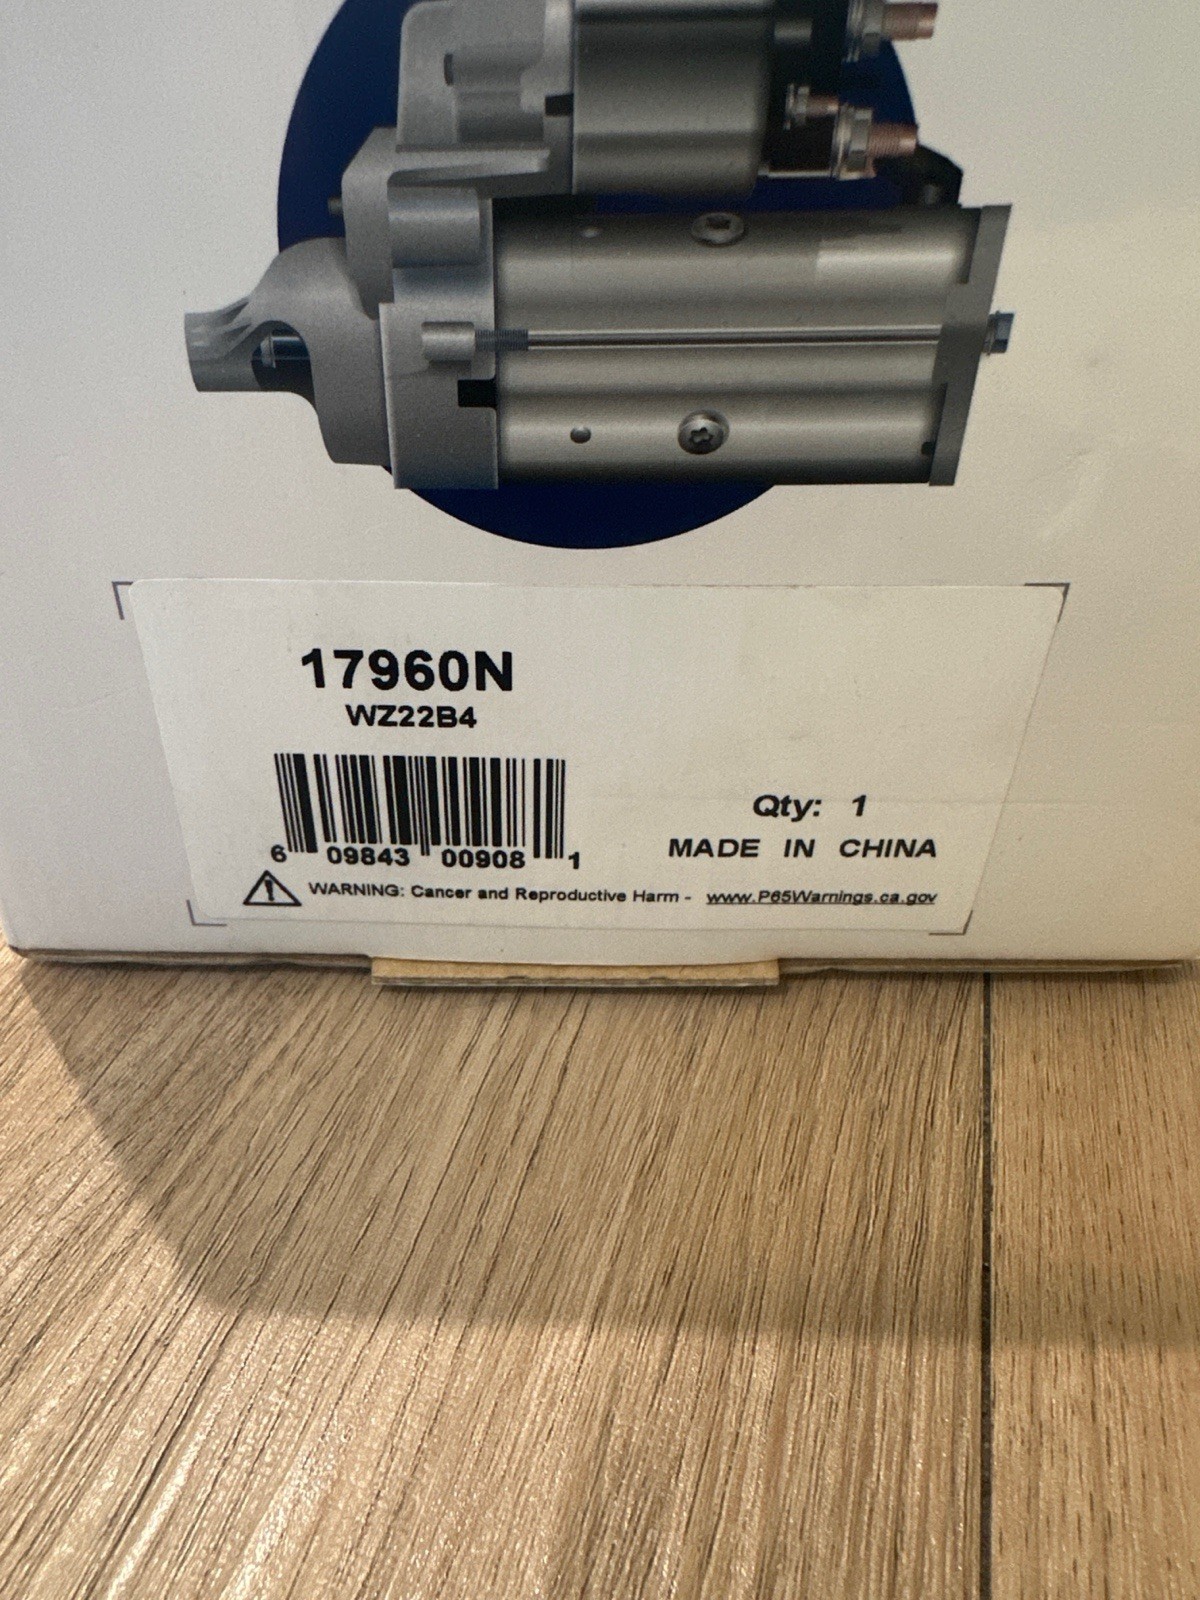 17960N
WZ22B4
6 09843 00908 1
Qty: 1
MADE IN CHINA
WARNING: Cancer and Reproductive Harm - www.P65Warnings.ca.gov